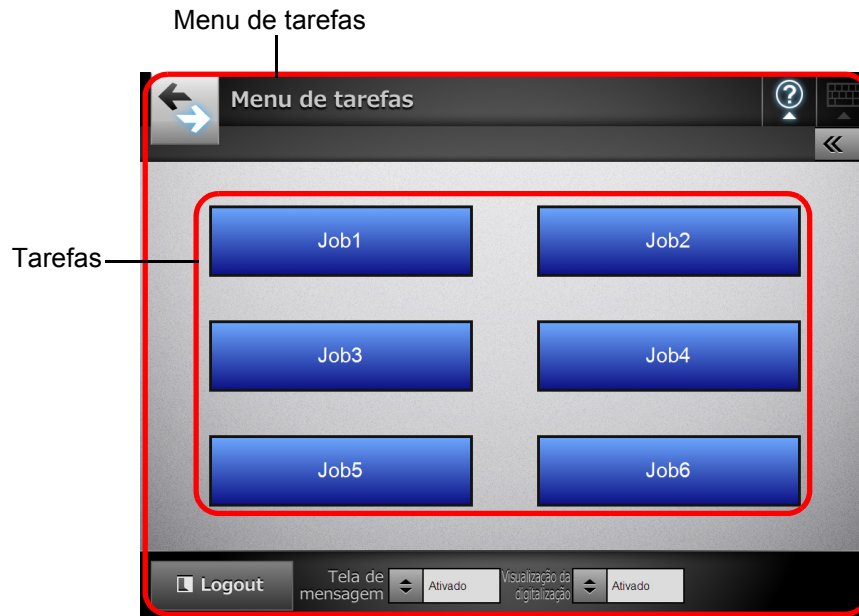 Menu de tarefas
Menu de tarefas
?
Tarefas
Job1
Job2
Job3
Job4
Job5
Job6
Logout
Tela de
mensagem
Ativado
Visualização da
digitalização
Ativado